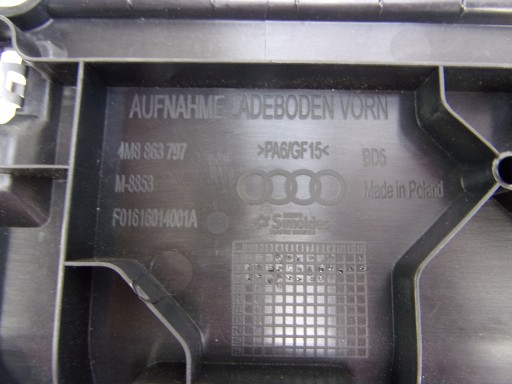 AUFNAHME LADEBODEN VORN
4M8 863 797
>PA6/GF15<
BD5
M-8853
Made in Poland
F01616014001A